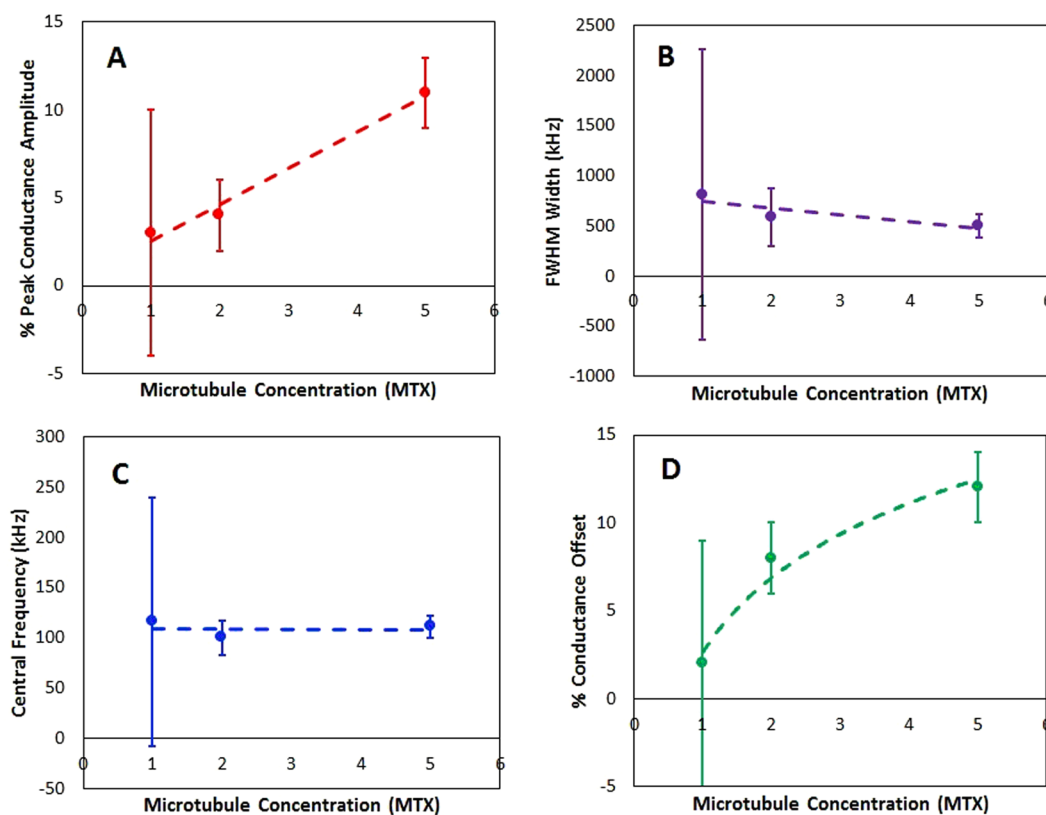 A
% Peak Conductance Amplitude
15
10
5
0
-5
0 1 2 3 4 5 6
Microtubule Concentration (MTX)
B
FWHM Width (kHz)
2500
2000
1500
1000
500
0
-500
-1000
0 1 2 3 4 5 6
Microtubule Concentration (MTX)
C
Central Frequency (kHz)
300
250
200
150
100
50
0
-50
0 1 2 3 4 5 6
Microtubule Concentration (MTX)
D
% Conductance Offset
15
10
5
0
-5
0 1 2 3 4 5 6
Microtubule Concentration (MTX)